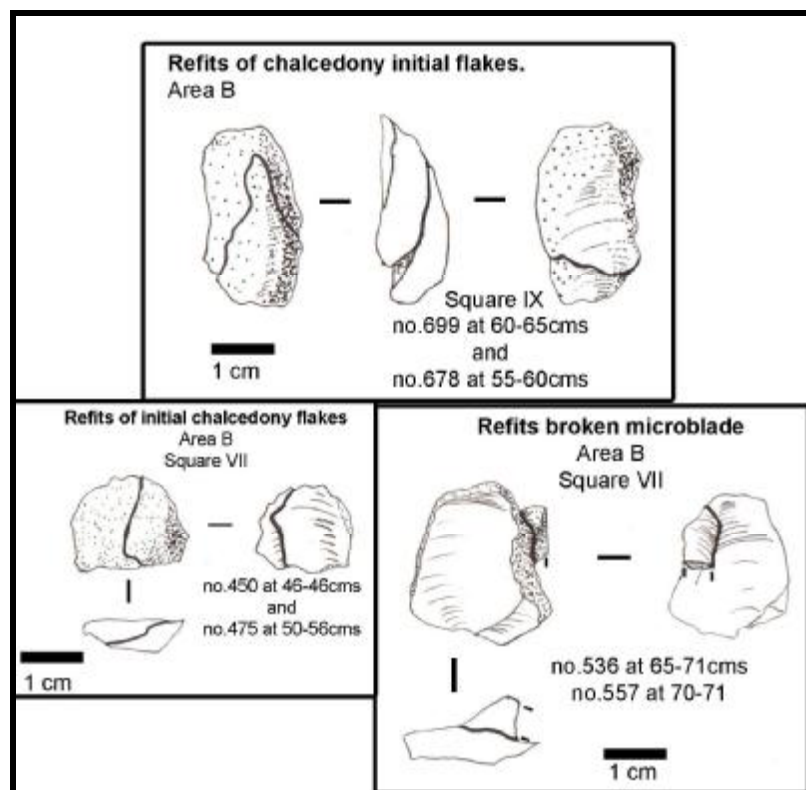 Refits of chalcedony initial flakes.
Area B
Square IX
no.699 at 60-65cms
and
no.678 at 55-60cms
1 cm
Refits of initial chalcedony flakes
Area B
Square VII
no.450 at 46-46cms
and
no.475 at 50-56cms
1 cm
Refits broken microblade
Area B
Square VII
no.536 at 65-71cms
no.557 at 70-71
1 cm